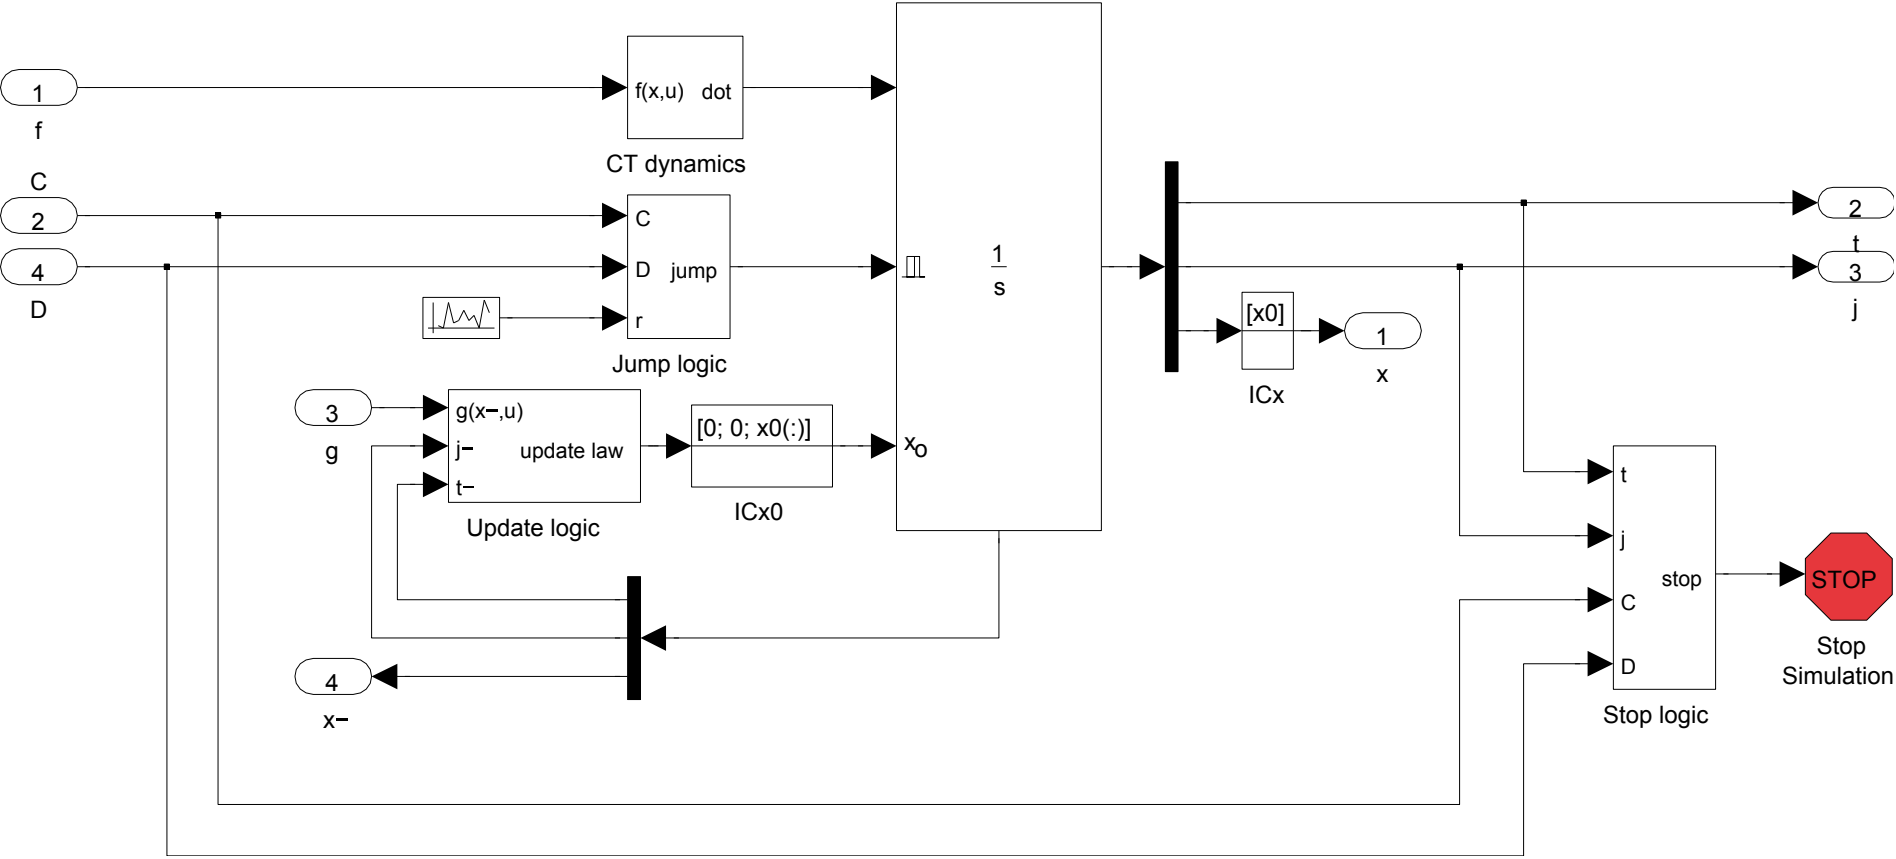 1
f
C
2
4
D
f(x,u) dot
CT dynamics
C
D jump
r
Jump logic
3
g
g(x−,u)
j− update law
t−
Update logic
[0; 0; x0(:)]
ICx0
4
x−
1
s
xo
2
t
3
j
[x0]
ICx
1
x
t
j
stop
C
D
Stop logic
STOP
Stop
Simulation